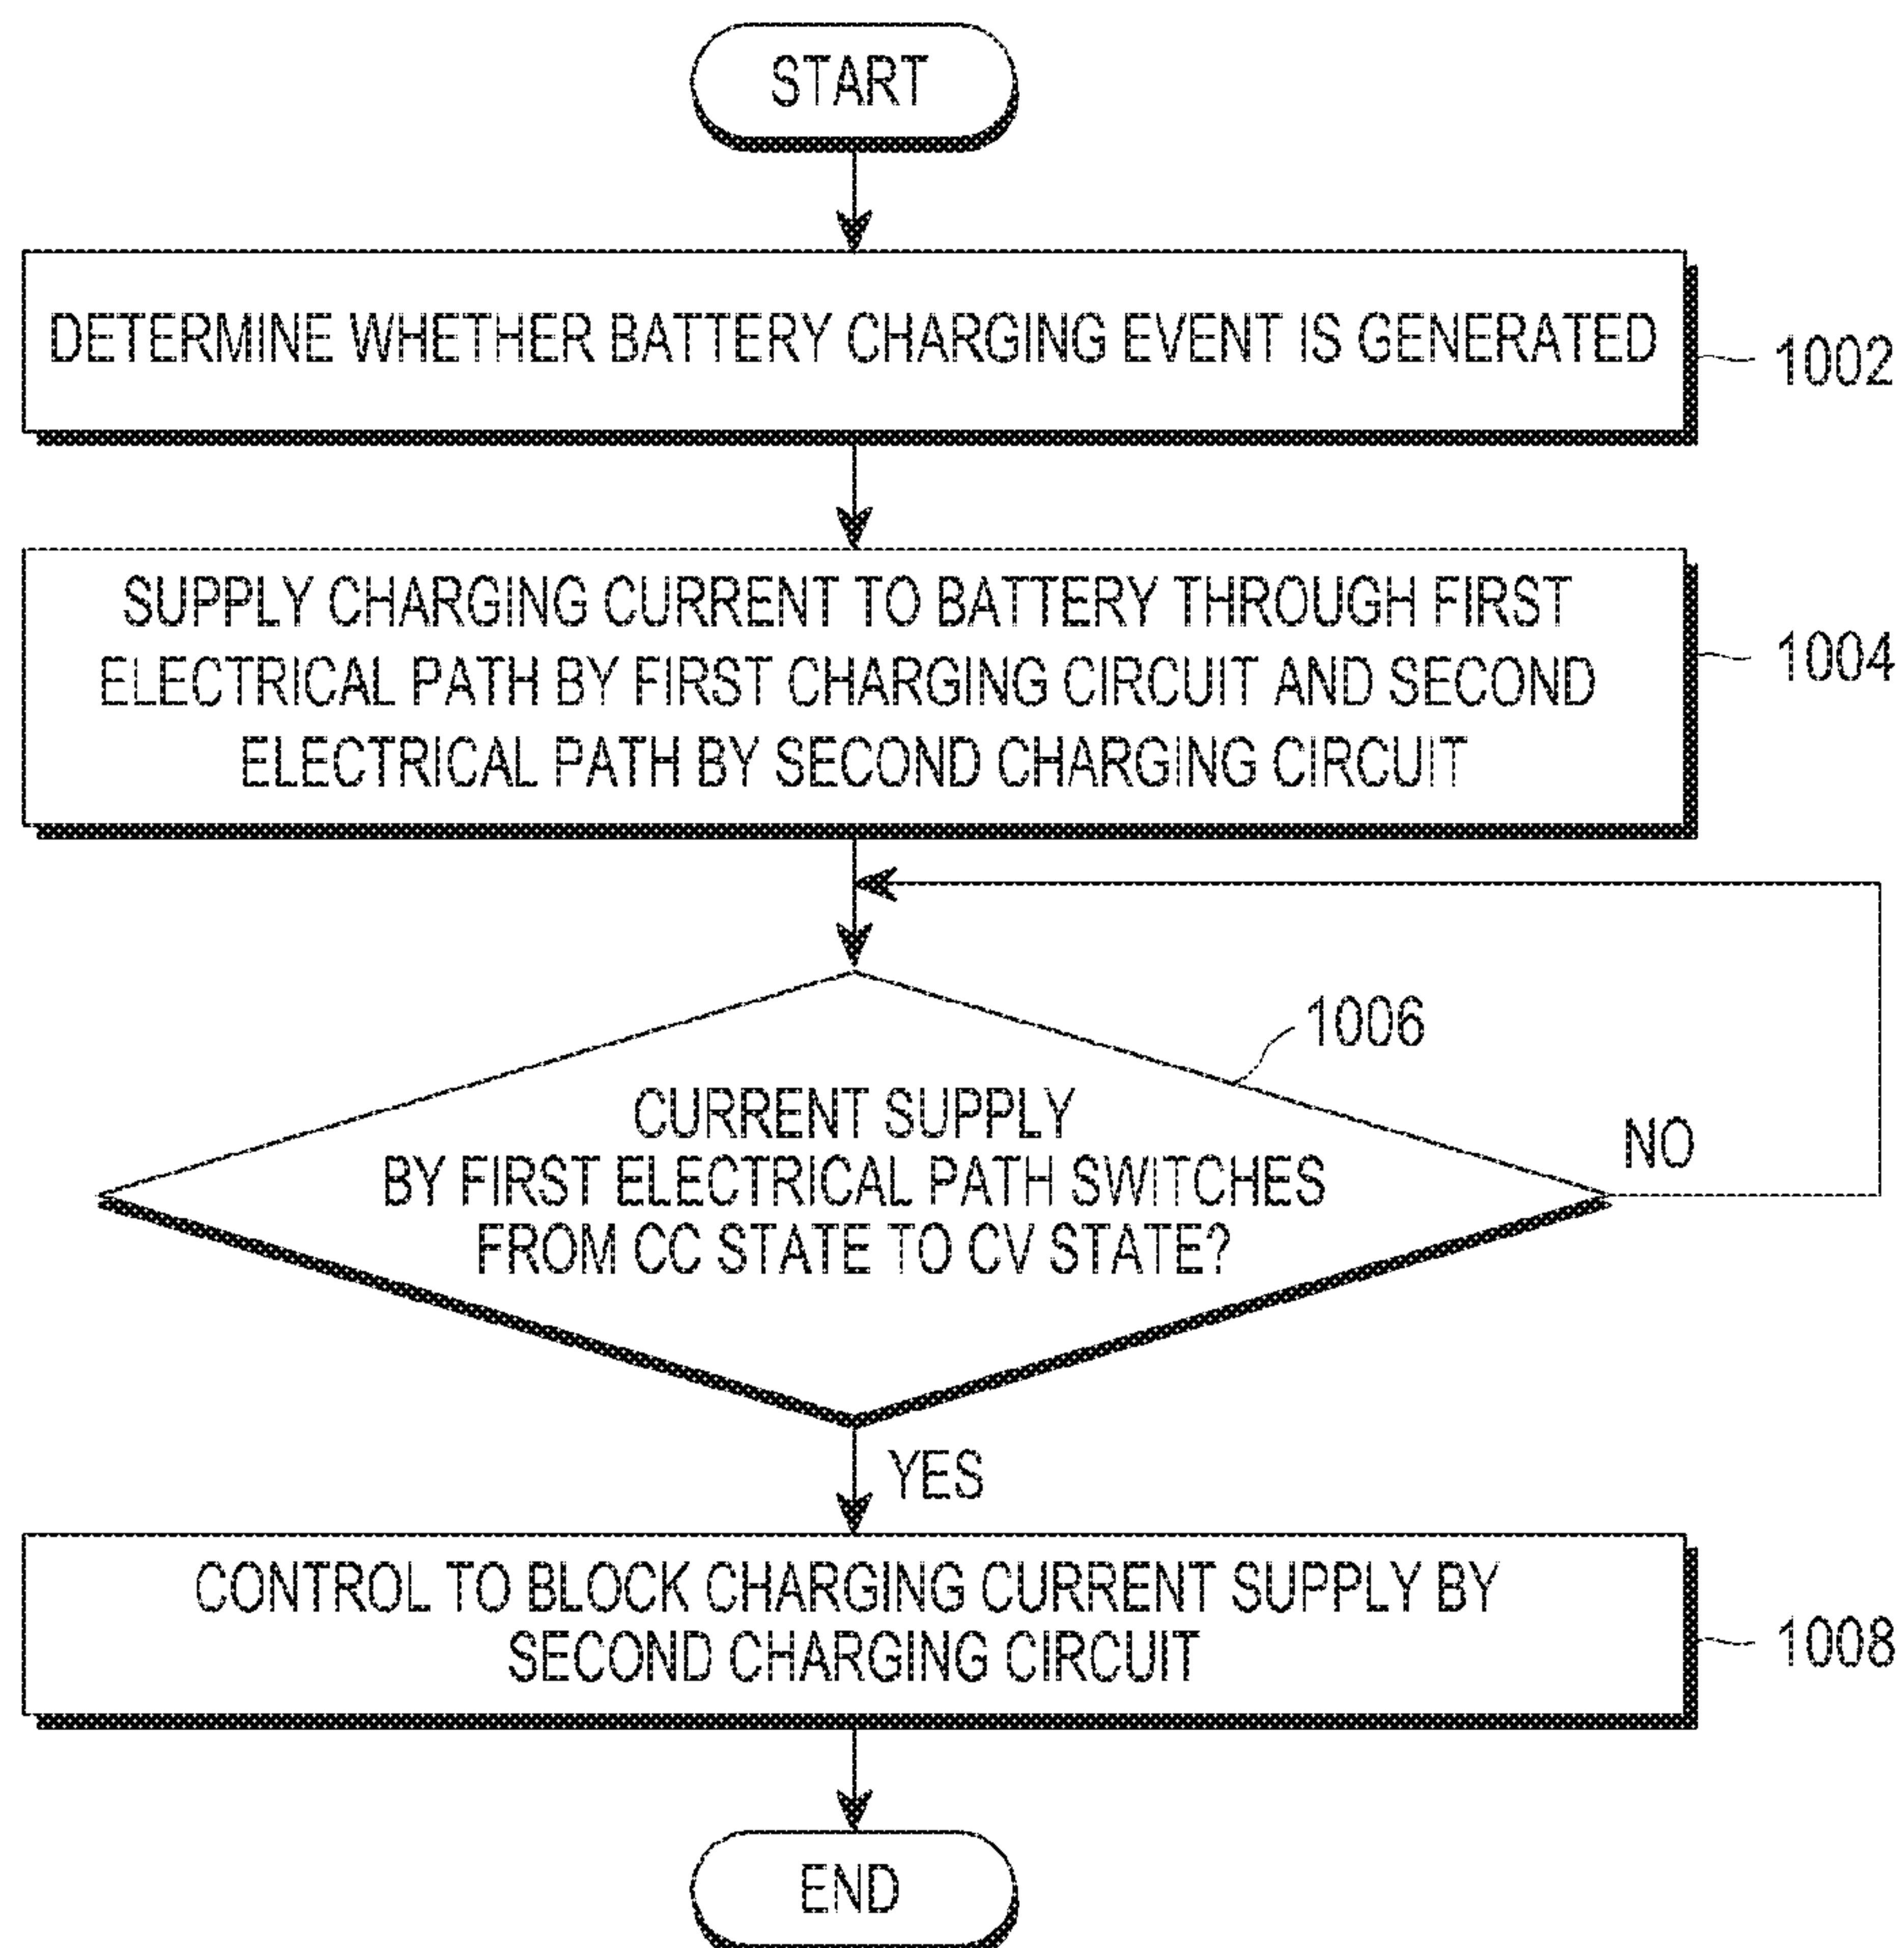 START
DETERMINE WHETHER BATTERY CHARGING EVENT IS GENERATED
1002
SUPPLY CHARGING CURRENT TO BATTERY THROUGH FIRST
ELECTRICAL PATH BY FIRST CHARGING CIRCUIT AND SECOND
ELECTRICAL PATH BY SECOND CHARGING CIRCUIT
1004
1006
CURRENT SUPPLY
BY FIRST ELECTRICAL PATH SWITCHES
FROM CC STATE TO CV STATE?
NO
YES
CONTROL TO BLOCK CHARGING CURRENT SUPPLY BY
SECOND CHARGING CIRCUIT
1008
END